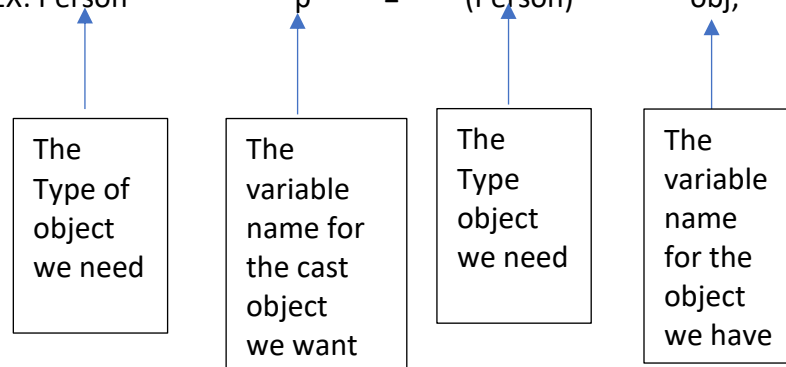 EX: Person p = (Person) obj;
The
Type of
object
we need
The
variable
name for
the cast
object
we want
The
Type
object
we need
The
variable
name
for the
object
we have